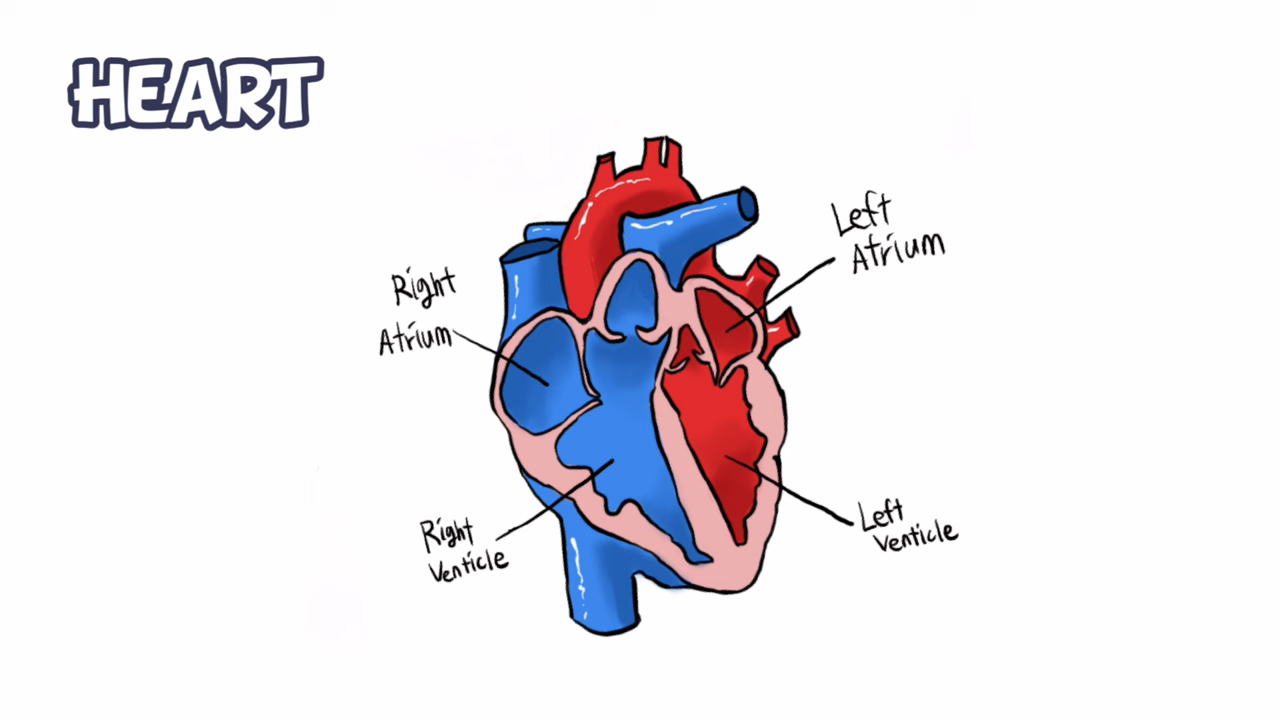 HEART
Left
Atrium
Right
Atrium
Left
Venticle
Right
Venticle